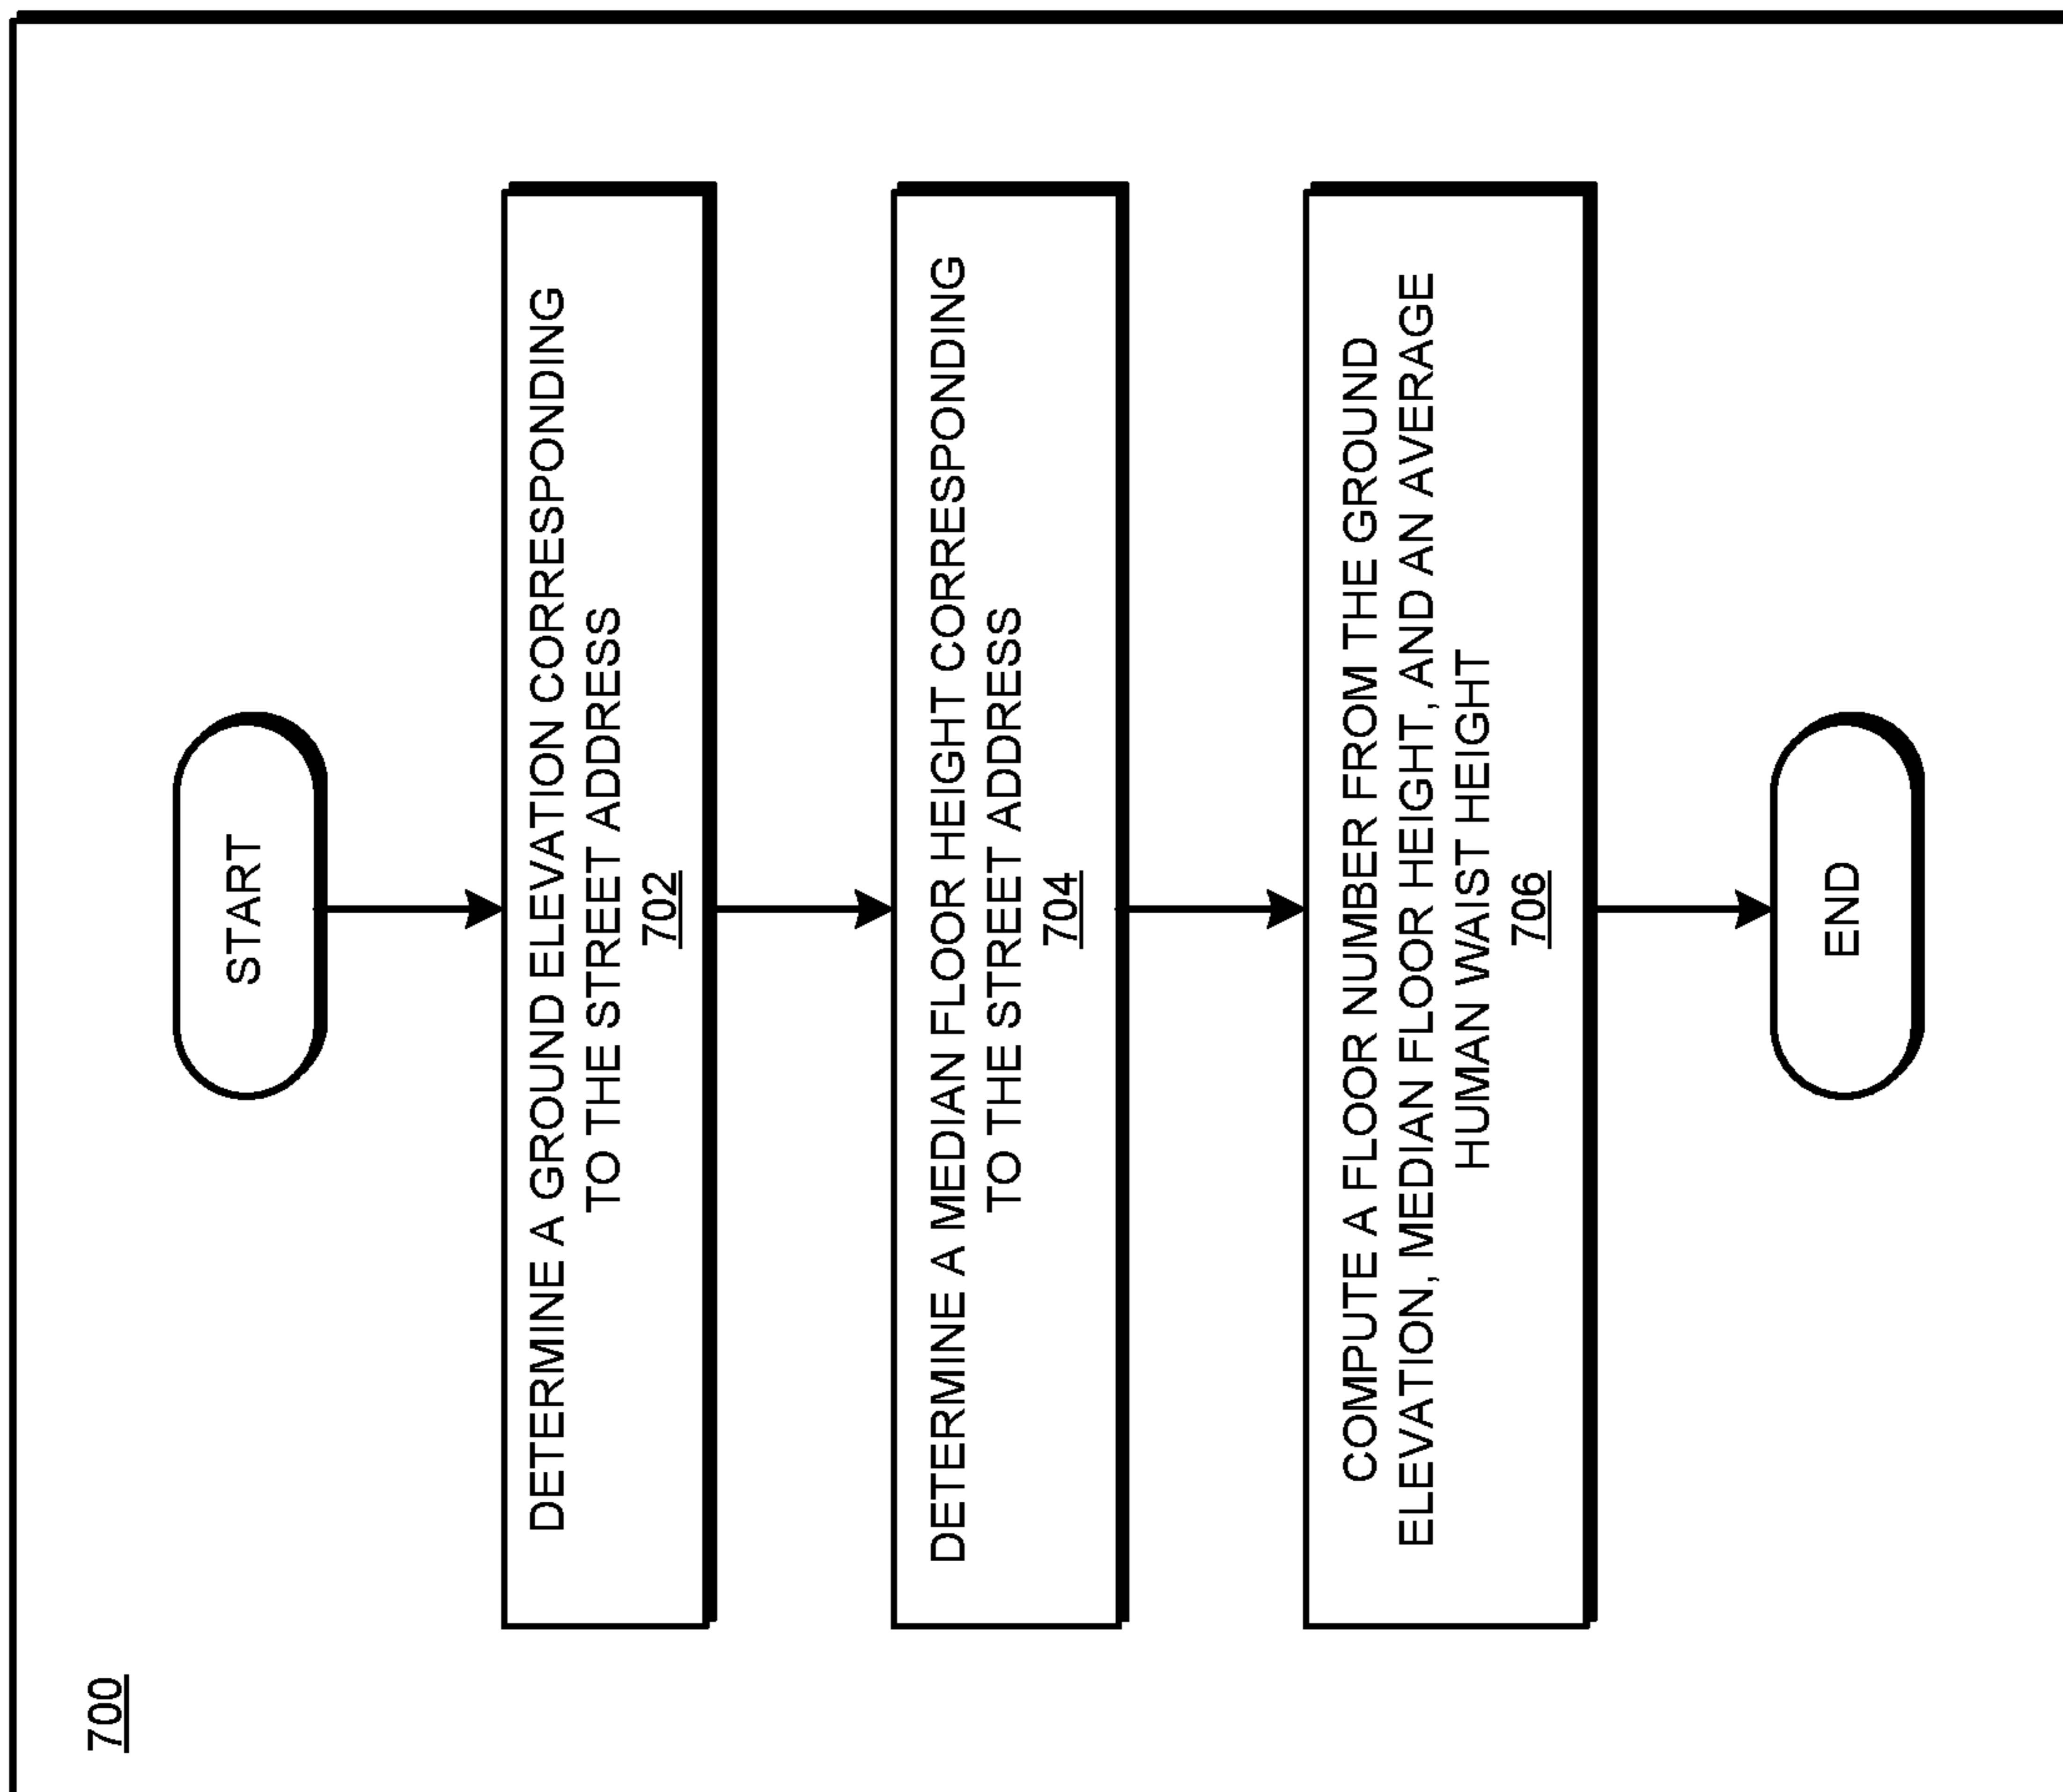 700
START
DETERMINE A GROUND ELEVATION CORRESPONDING
TO THE STREET ADDRESS
702
DETERMINE A MEDIAN FLOOR HEIGHT CORRESPONDING
TO THE STREET ADDRESS
704
COMPUTE A FLOOR NUMBER FROM THE GROUND
ELEVATION, MEDIAN FLOOR HEIGHT, AND AN AVERAGE
HUMAN WAIST HEIGHT
706
END